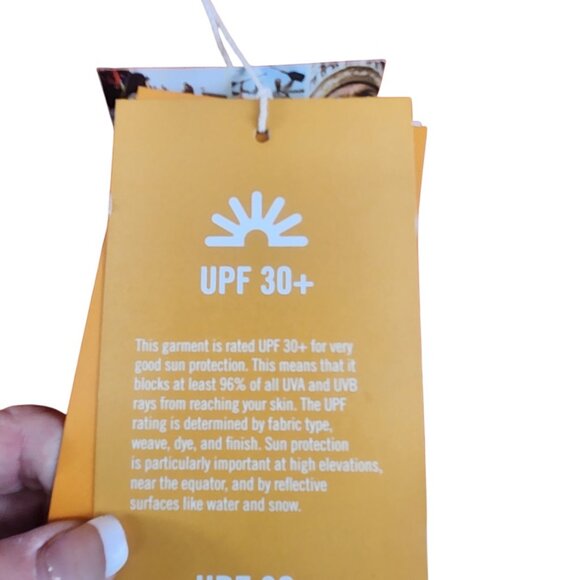 UPF 30+
This garment is rated UPF 30+ for very
good sun protection. This means that it
blocks at least 96% of all UVA and UVB
rays from reaching your skin. The UPF
rating is determined by fabric type,
weave, dye, and finish. Sun protection
is particularly important at high elevations,
near the equator, and by reflective
surfaces like water and snow.